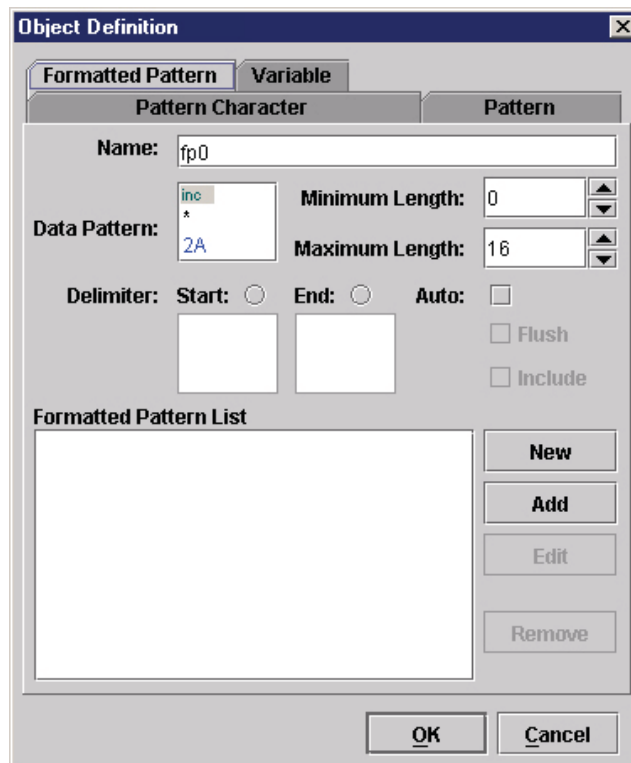 Object Definition
Formatted Pattern Variable
Pattern Character Pattern
Name: fp0
Data Pattern: inc * 2A
Minimum Length: 0
Maximum Length: 16
Delimiter: Start: End: Auto:
Flush
Include
Formatted Pattern List
New
Add
Edit
Remove
OK Cancel